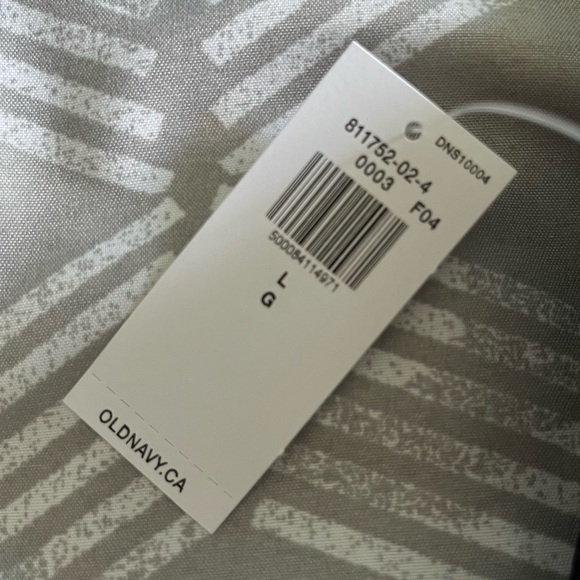 DNS10004
811752-02-4
0003 F04
500084114971
L
G
OLDNAVY.CA